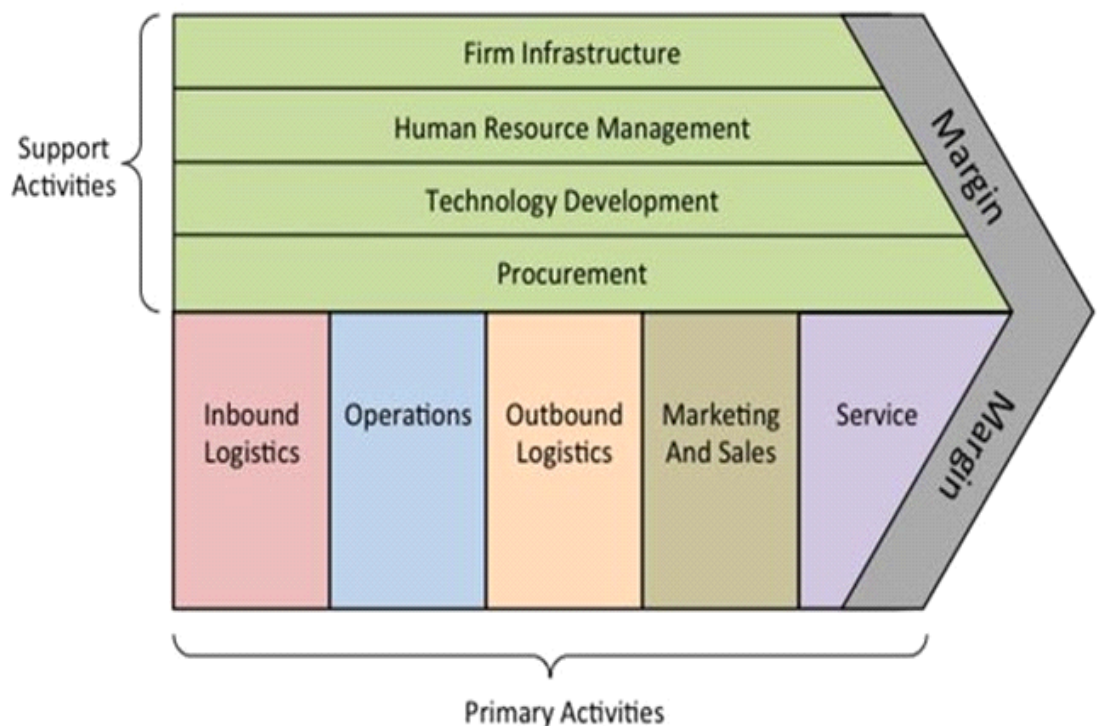 Firm Infrastructure
Human Resource Management
Technology Development
Procurement
Support
Activities
Margin
Inbound
Logistics
Operations
Outbound
Logistics
Marketing
And Sales
Service
Margin
Primary Activities